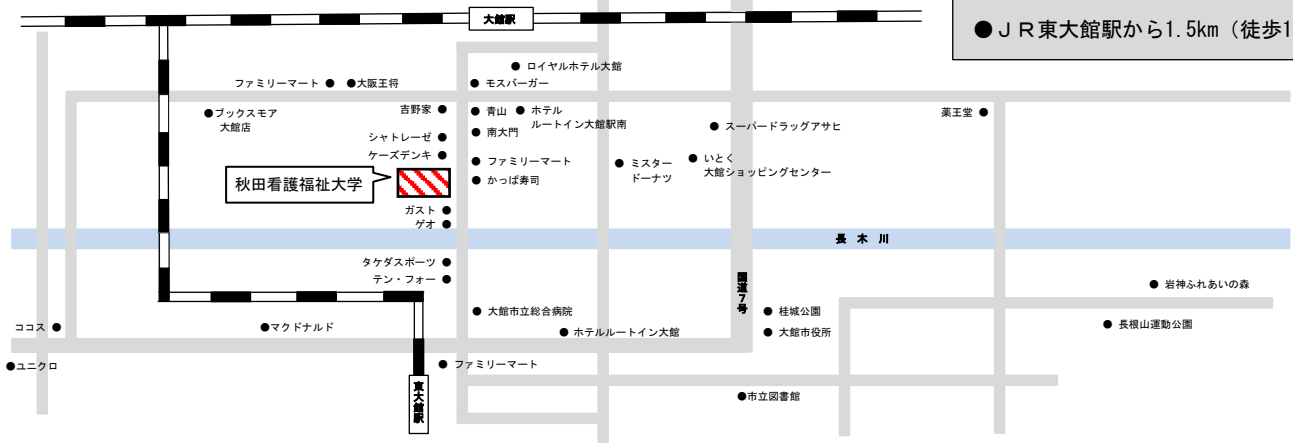 大館駅
●ＪＲ東大館駅から1.5km（徒歩1
●ロイヤルホテル大館
ファミリーマート●
●大阪王将
●モスバーガー
●ブックスモア
大館店
吉野家●
●青山
●ホテル
ルートイン大館駅南
薬王堂●
●スーパードラッグアサヒ
シャトレーゼ●
●南大門
ケーズデンキ●
●ファミリーマート
●ミスター
ドーナツ
●いとく
大館ショッピングセンター
秋田看護福祉大学
●かっぱ寿司
ガスト●
ゲオ●
長木川
タケダスポーツ●
テン・フォー●
国道7号
●岩神ふれあいの森
●大館市立総合病院
●桂城公園
●長根山運動公園
ココス●
●マクドナルド
●ホテルルートイン大館
●大館市役所
●ユニクロ
●ファミリーマート
東大館駅
●市立図書館